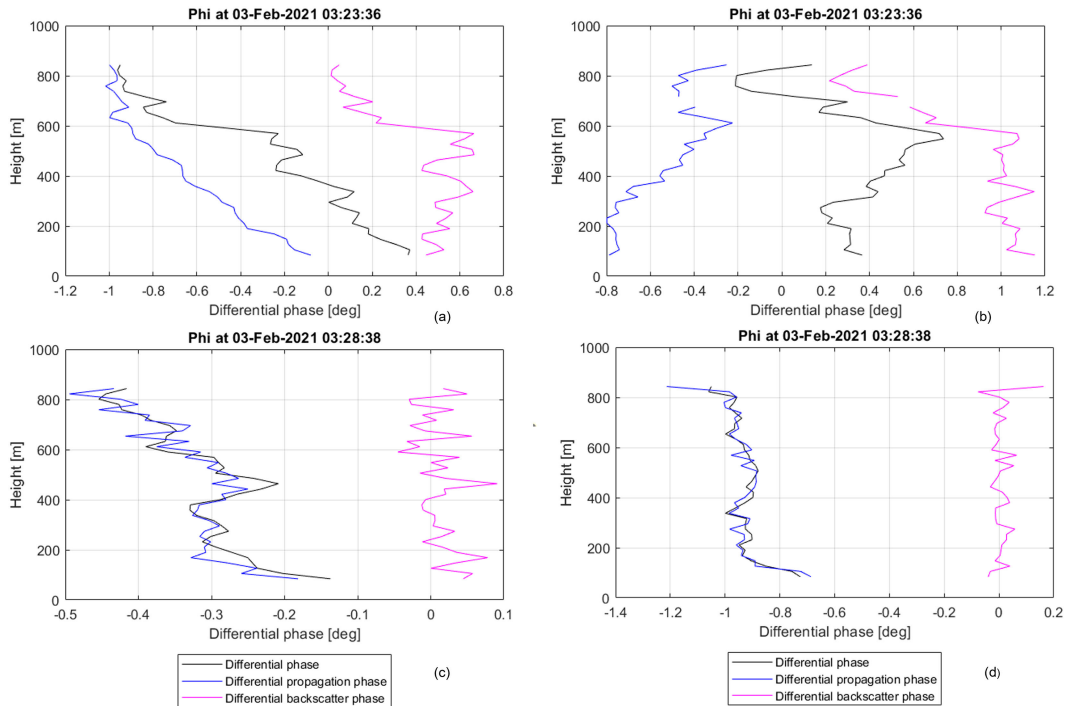 Phi at 03-Feb-2021 03:23:36
1000
800
600
400
200
0
Height [m]
-1.2 -1 -0.8 -0.6 -0.4 -0.2 0 0.2 0.4 0.6 0.8
Differential phase [deg]
(a)
Phi at 03-Feb-2021 03:23:36
1000
800
600
400
200
0
Height [m]
-0.8 -0.6 -0.4 -0.2 0 0.2 0.4 0.6 0.8 1 1.2
Differential phase [deg]
(b)
Phi at 03-Feb-2021 03:28:38
1000
800
600
400
200
0
Height [m]
-0.5 -0.4 -0.3 -0.2 -0.1 0 0.1
Differential phase [deg]
Differential phase
Differential propagation phase
Differential backscatter phase
(c)
Phi at 03-Feb-2021 03:28:38
1000
800
600
400
200
0
Height [m]
-1.4 -1.2 -1 -0.8 -0.6 -0.4 -0.2 0 0.2
Differential phase [deg]
Differential phase
Differential propagation phase
Differential backscatter phase
(d)